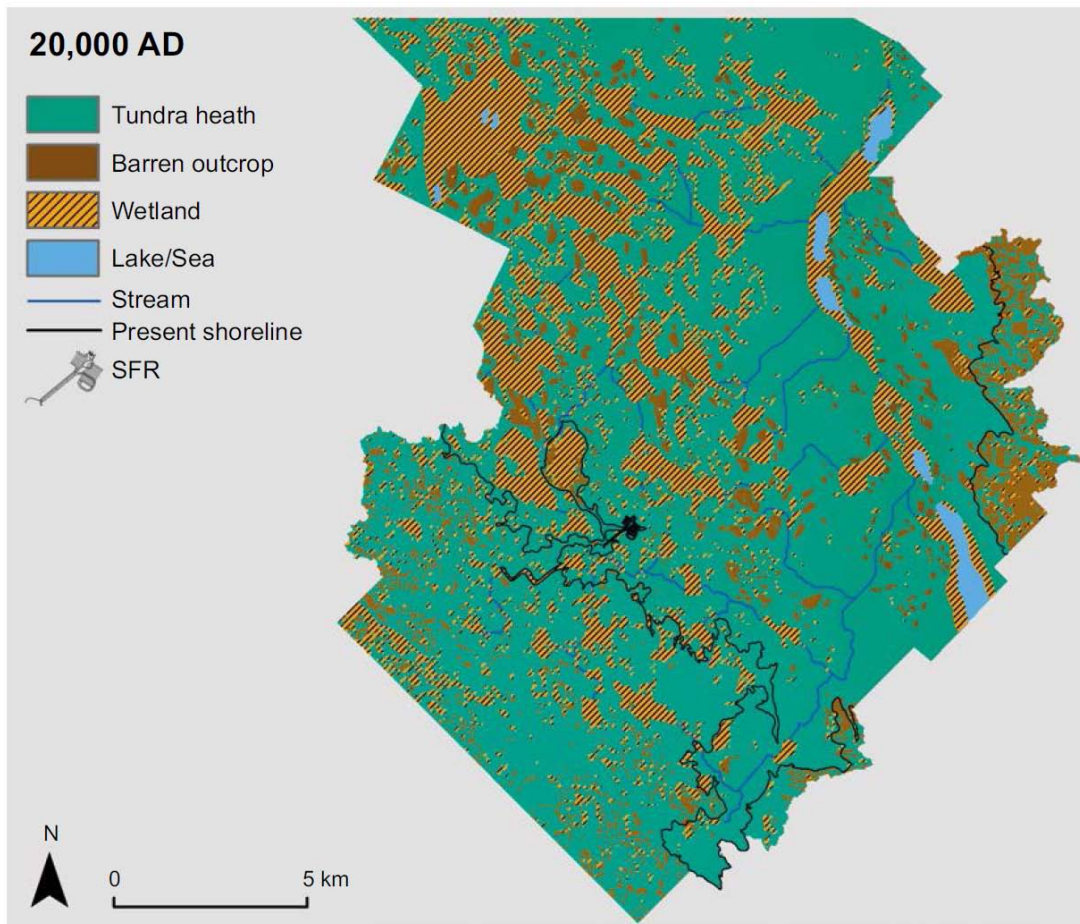 20,000 AD
Tundra heath
Barren outcrop
Wetland
Lake/Sea
Stream
Present shoreline
SFR
N
0 5 km